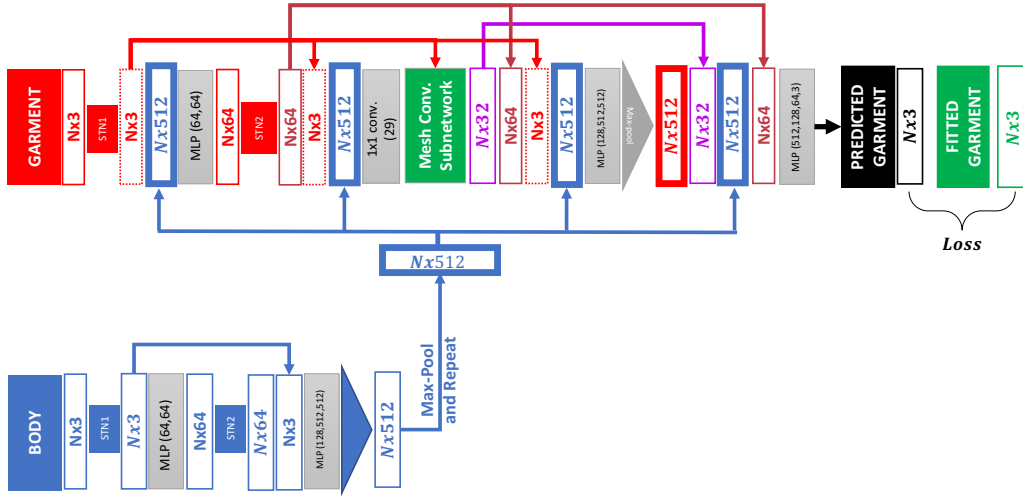 GARMENT
Nx3
STN1
Nx3
Nx512
MLP (64,64)
Nx64
STN2
Nx64
Nx3
Nx512
1x1 conv.
(29)
Mesh Conv.
Subnetwork
Nx32
Nx64
Nx3
Nx512
MLP (128,512,512)
Max-pool
Nx512
Nx32
Nx512
Nx64
MLP (512,128,64,3)
PREDICTED
GARMENT
Nx3
FITTED
GARMENT
Nx3
Loss
Nx512
Max-Pool
and Repeat
BODY
Nx3
STN1
Nx3
MLP (64,64)
Nx64
STN2
Nx64
Nx3
MLP (128,512,512)
Nx512